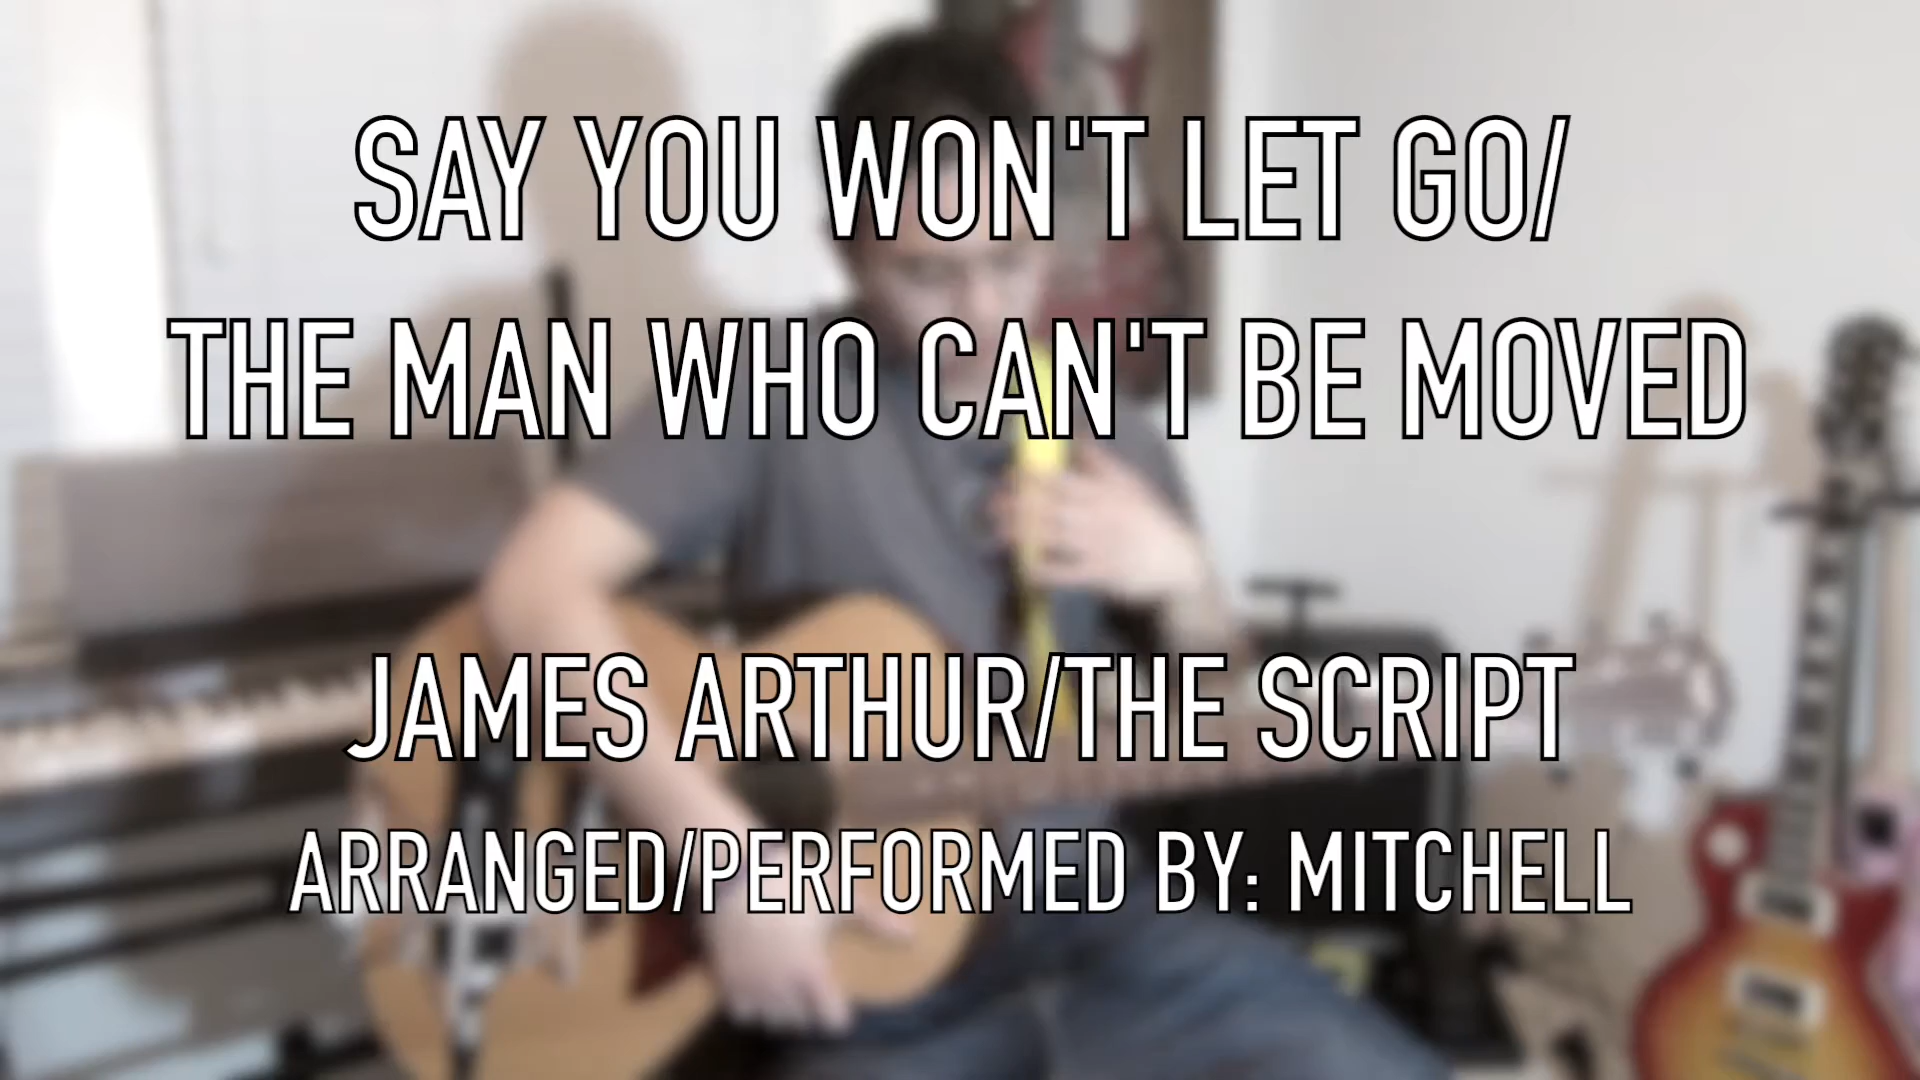 SAY YOU WON'T LET GO/
THE MAN WHO CAN'T BE MOVED
JAMES ARTHUR/THE SCRIPT
ARRANGED/PERFORMED BY: MITCHELL